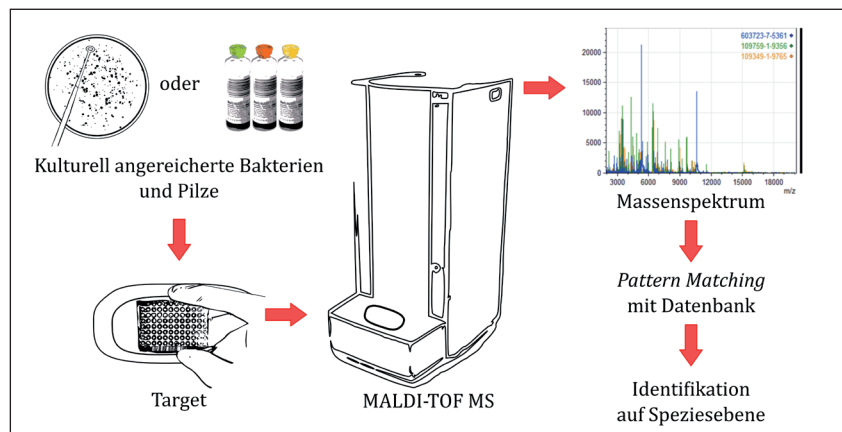 oder
Kulturell angereicherte Bakterien
und Pilze
Target
MALDI-TOF MS
603723-7-5361
109759-1-9356
109349-1-9765
20000
15000
10000
5000
0
3000 6000 9000 12000 15000 18000
m/z
Massenspektrum
Pattern Matching
mit Datenbank
Identifikation
auf Speziesebene